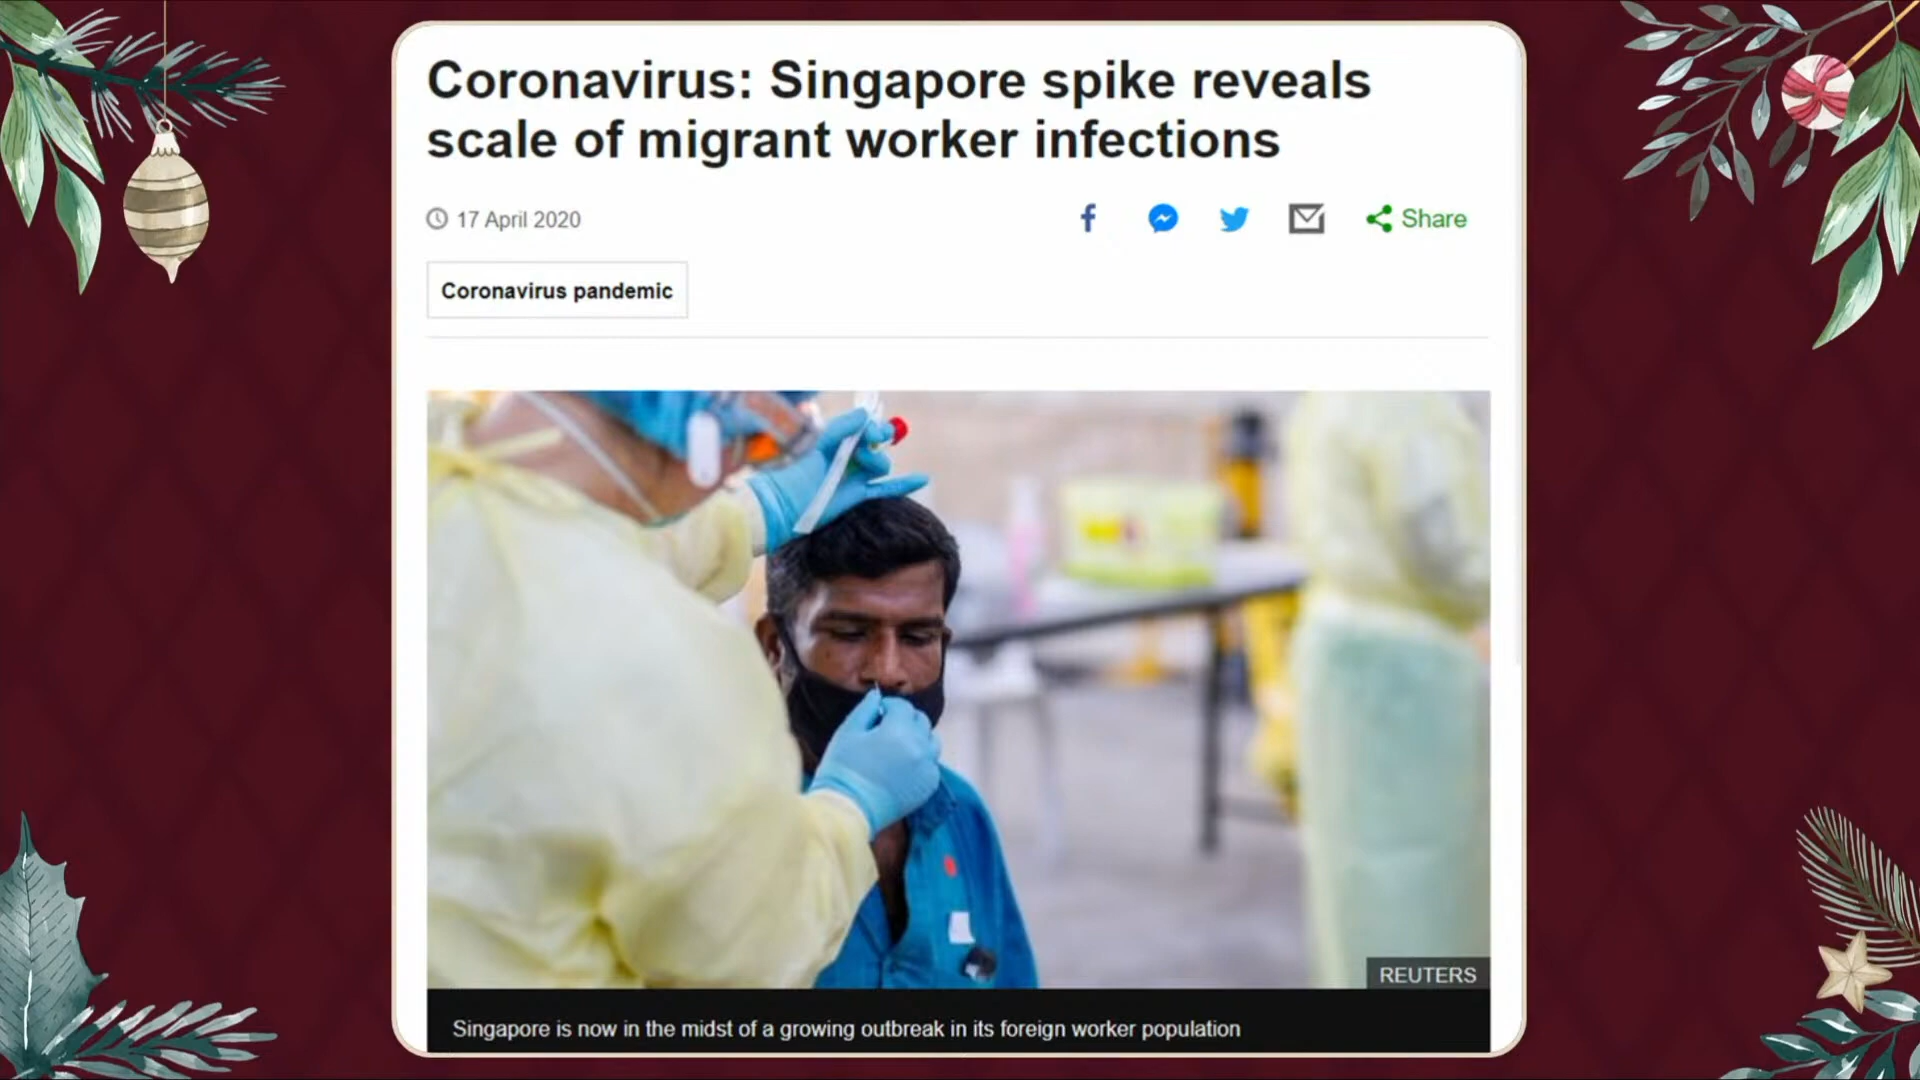 Coronavirus: Singapore spike reveals
scale of migrant worker infections
17 April 2020
Share
Coronavirus pandemic
REUTERS
Singapore is now in the midst of a growing outbreak in its foreign worker population